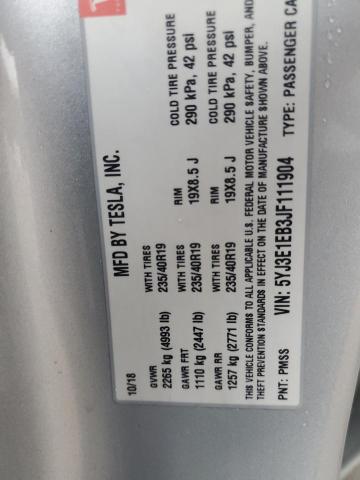 MFD BY TESLA, INC.
10/18
GVWR WITH TIRES RIM COLD TIRE PRESSURE
2265 kg (4993 lb) 235/40R19 19X8.5 J 290 kPa, 42 psi
GAWR FRT WITH TIRES RIM COLD TIRE PRESSURE
1110 kg (2447 lb) 235/40R19 19X8.5 J 290 kPa, 42 psi
GAWR RR WITH TIRES
1257 kg (2771 lb) 235/40R19
THIS VEHICLE CONFORMS TO ALL APPLICABLE U.S. FEDERAL MOTOR VEHICLE SAFETY, BUMPER, AND
THEFT PREVENTION STANDARDS IN EFFECT ON THE DATE OF MANUFACTURE SHOWN ABOVE.
VIN: 5YJ3E1EB3JF111904
PNT: PMSS TYPE: PASSENGER CA